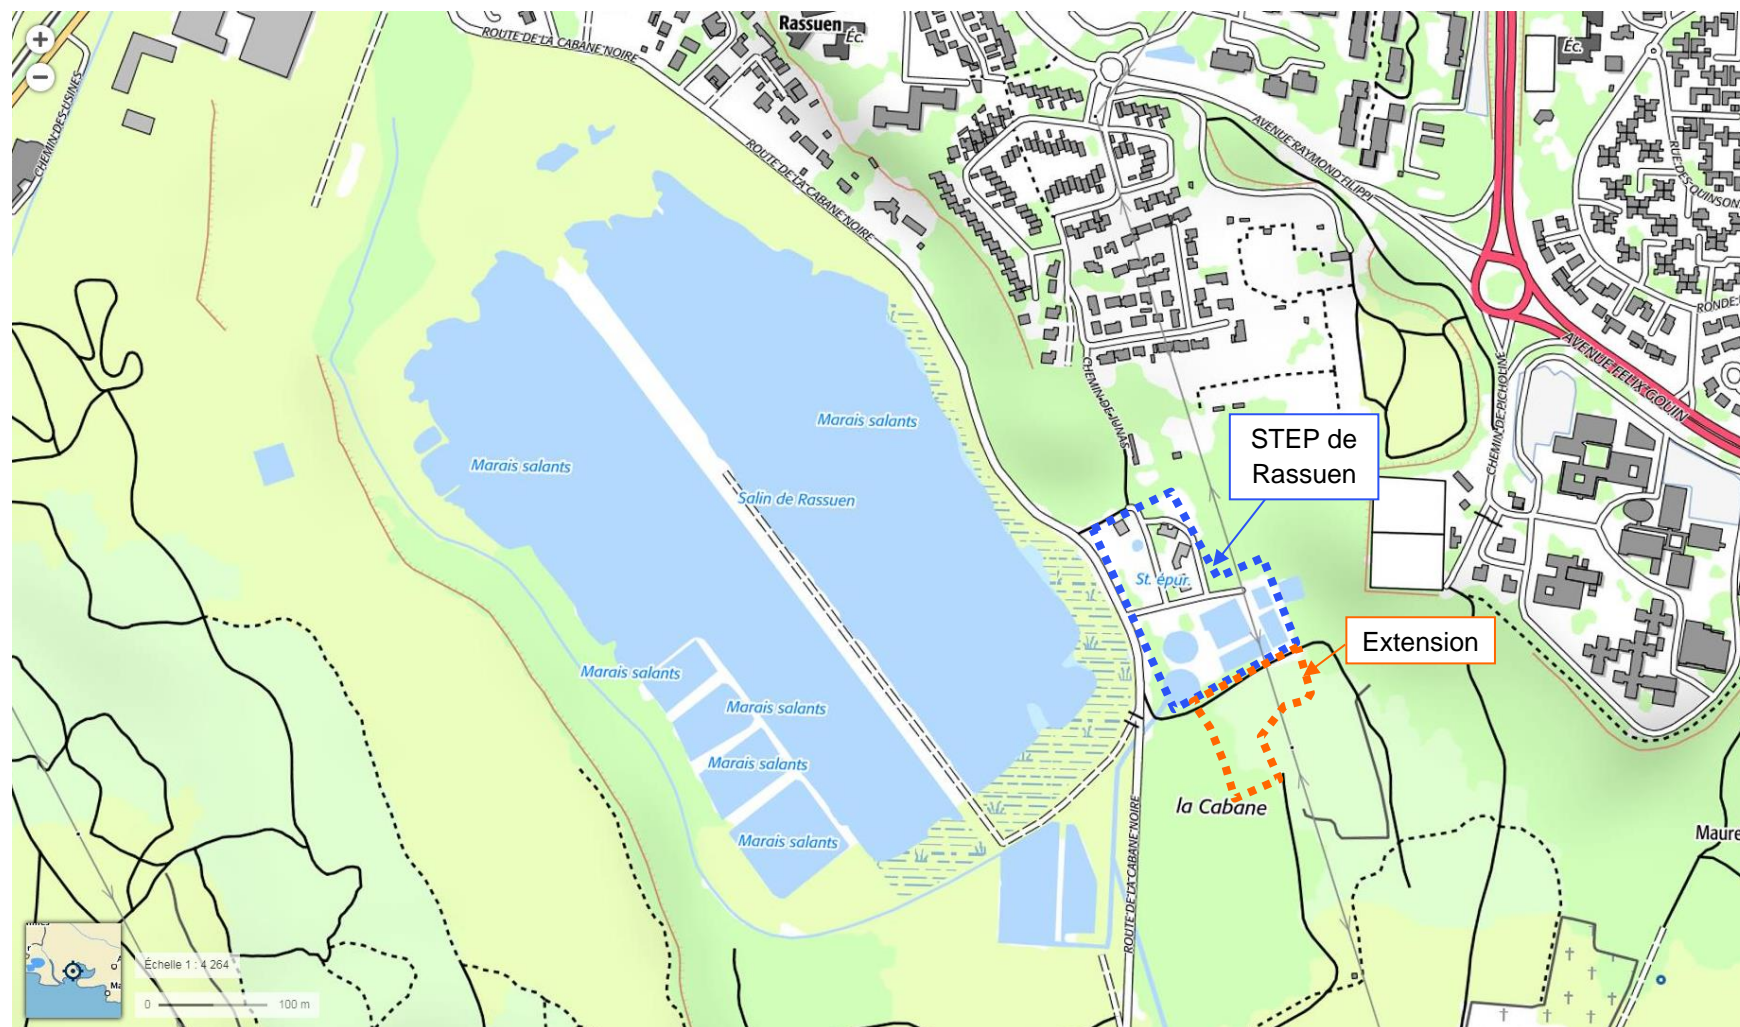 Rassuen
Éc.
Éc.
ROUTE DE LA CABANE NOIRE
CHEMIN DES USINES
AVENUE RAYMOND FILIPPI
RUE DES QUINSON
ROUTE DE LA CABANE NOIRE
RONDE
AVENUE FELIX GOUIN
CHEMIN DE PICHOLINE
CHEMIN DE JUNAS
Marais salants
Marais salants
STEP de
Rassuen
Salin de Rassuen
St. épur.
Extension
Marais salants
Marais salants
Marais salants
la Cabane
Marais salants
Maure
ROUTE DE LA CABANE NOIRE
Échelle 1 : 4 264
0
100 m